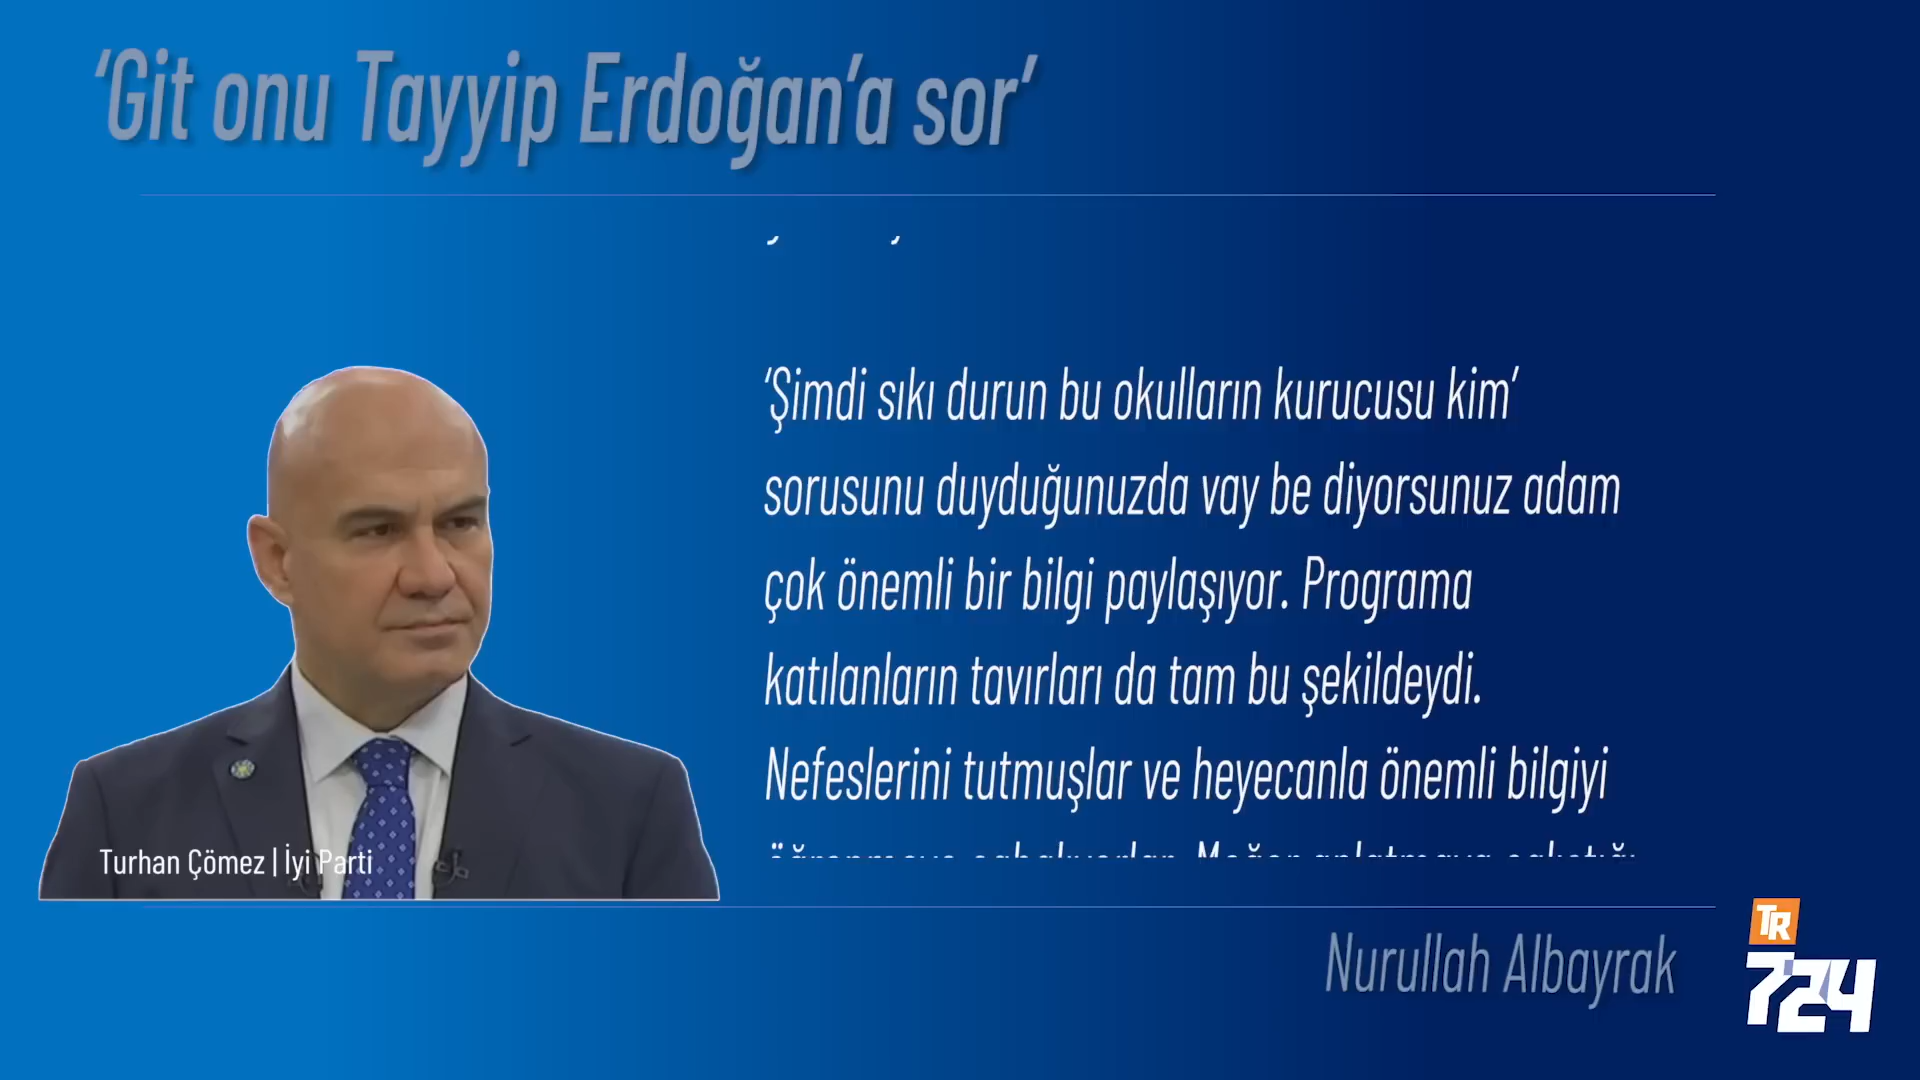 ‘Git onu Tayyip Erdoğan’a sor’
‘Şimdi sıkı durun bu okulların kurucusu kim’
sorusunu duyduğunuzda vay be diyorsunuz adam
çok önemli bir bilgi paylaşıyor. Programa
katılanların tavırları da tam bu şekildeydi.
Nefeslerini tutmuşlar ve heyecanla önemli bilgiyi
Turhan Çömez | İyi Parti
Nurullah Albayrak
TR
724